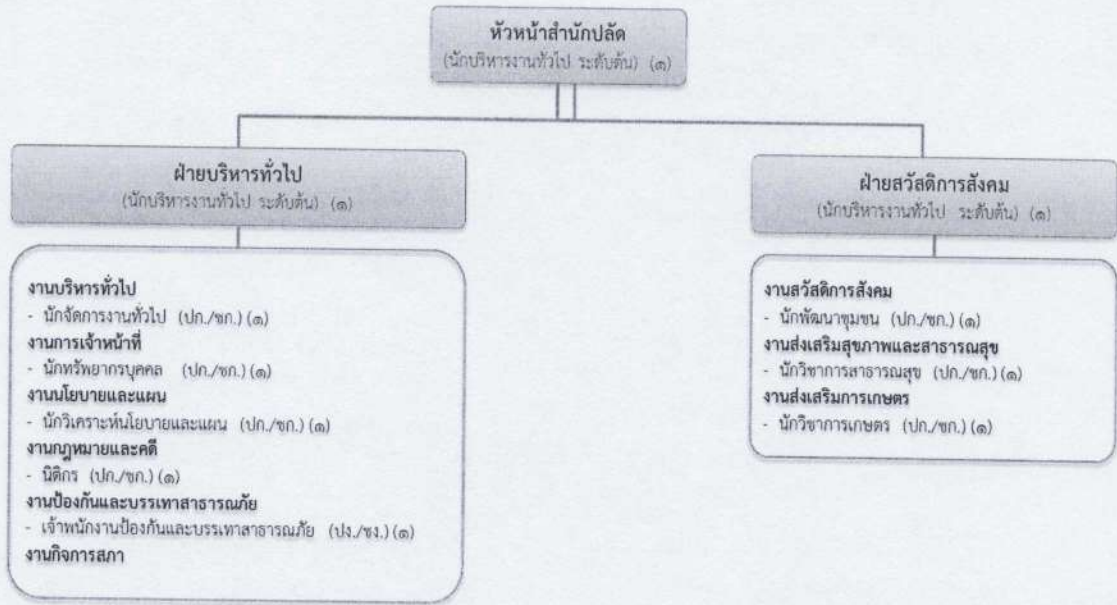 หัวหน้าสำนักปลัด
(นักบริหารงานทั่วไป ระดับต้น) (๑)
ฝ่ายบริหารทั่วไป
(นักบริหารงานทั่วไป ระดับต้น) (๑)
งานบริหารทั่วไป
- นักจัดการงานทั่วไป (ปก./ชก.) (๑)
งานการเจ้าหน้าที่
- นักทรัพยากรบุคคล (ปก./ชก.) (๑)
งานนโยบายและแผน
- นักวิเคราะห์นโยบายและแผน (ปก./ชก.) (๑)
งานกฎหมายและคดี
- นิติกร (ปก./ชก.) (๑)
งานป้องกันและบรรเทาสาธารณภัย
- เจ้าพนักงานป้องกันและบรรเทาสาธารณภัย (ปง./ชง.) (๑)
งานกิจการสภา
ฝ่ายสวัสดิการสังคม
(นักบริหารงานทั่วไป ระดับต้น) (๑)
งานสวัสดิการสังคม
- นักพัฒนาชุมชน (ปก./ชก.) (๑)
งานส่งเสริมสุขภาพและสาธารณสุข
- นักวิชาการสาธารณสุข (ปก./ชก.) (๑)
งานส่งเสริมการเกษตร
- นักวิชาการเกษตร (ปก./ชก.) (๑)